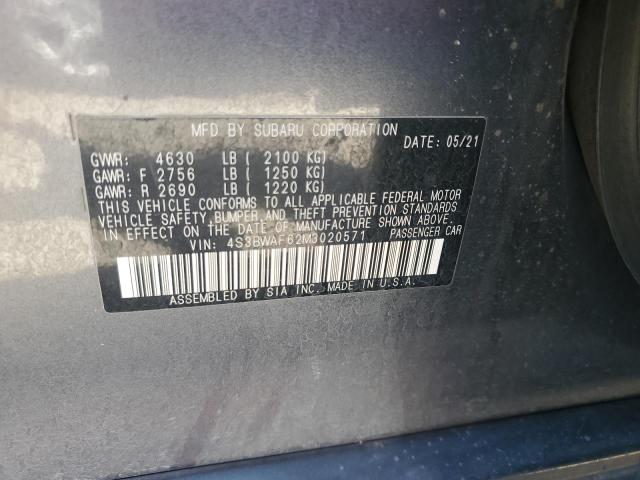 MFD BY SUBARU CORPORATION
DATE: 05/21
GVWR: 4630 LB ( 2100 KG)
GAWR: F 2756 LB ( 1250 KG)
GAWR: R 2690 LB ( 1220 KG)
THIS VEHICLE CONFORMS TO ALL APPLICABLE FEDERAL MOTOR
VEHICLE SAFETY, BUMPER AND THEFT PREVENTION STANDARDS
IN EFFECT ON THE DATE OF MANUFACTURE SHOWN ABOVE.
VIN: 4S3BWAF62M3020571 PASSENGER CAR
ASSEMBLED BY SIA INC. MADE IN U.S.A.